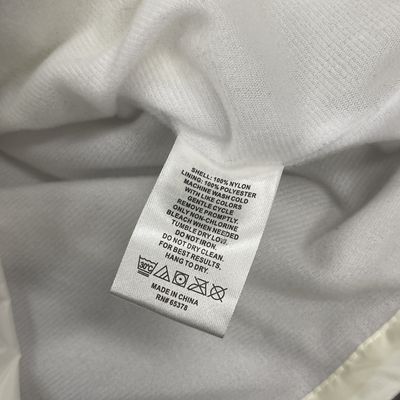 SHELL: 100% NYLON
LINING: 100% POLYESTER
MACHINE WASH COLD
WITH LIKE COLORS
GENTLE CYCLE
REMOVE PROMPTLY.
ONLY NON-CHLORINE
BLEACH WHEN NEEDED
TUMBLE DRY LOW.
DO NOT IRON.
DO NOT DRY CLEAN.
FOR BEST RESULTS,
HANG TO DRY.
30°C
MADE IN CHINA
RN# 65378